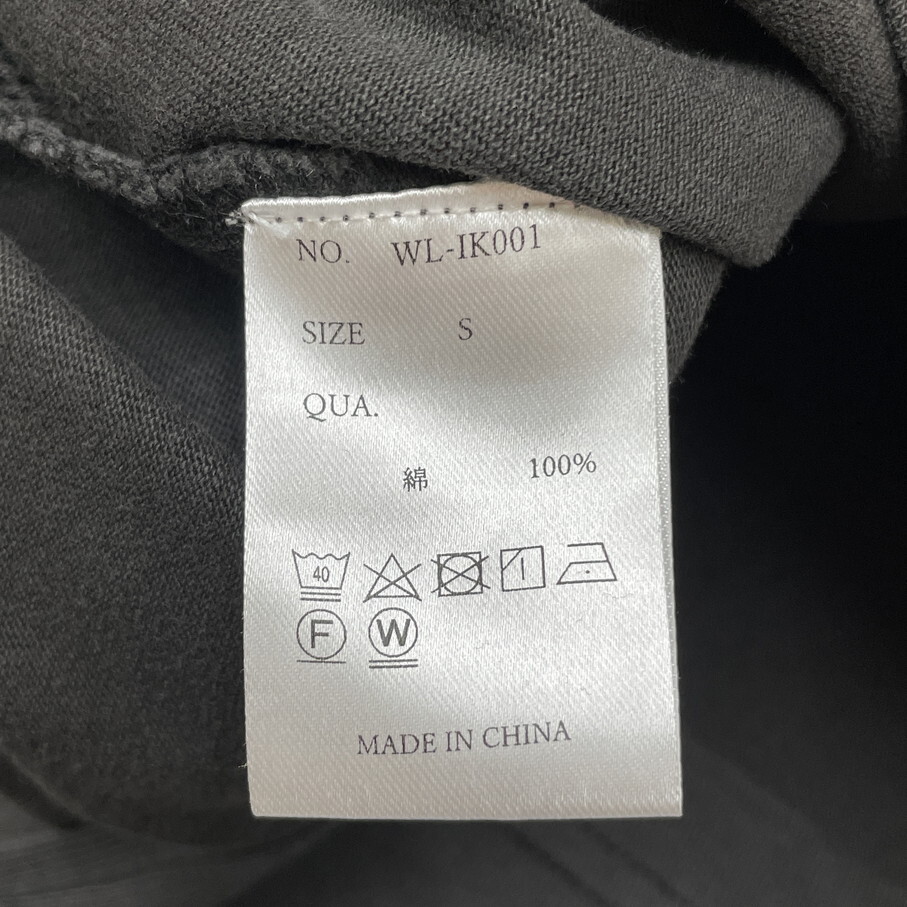 NO. WL-IK001
SIZE S
QUA.
綿 100%
40
F W
MADE IN CHINA